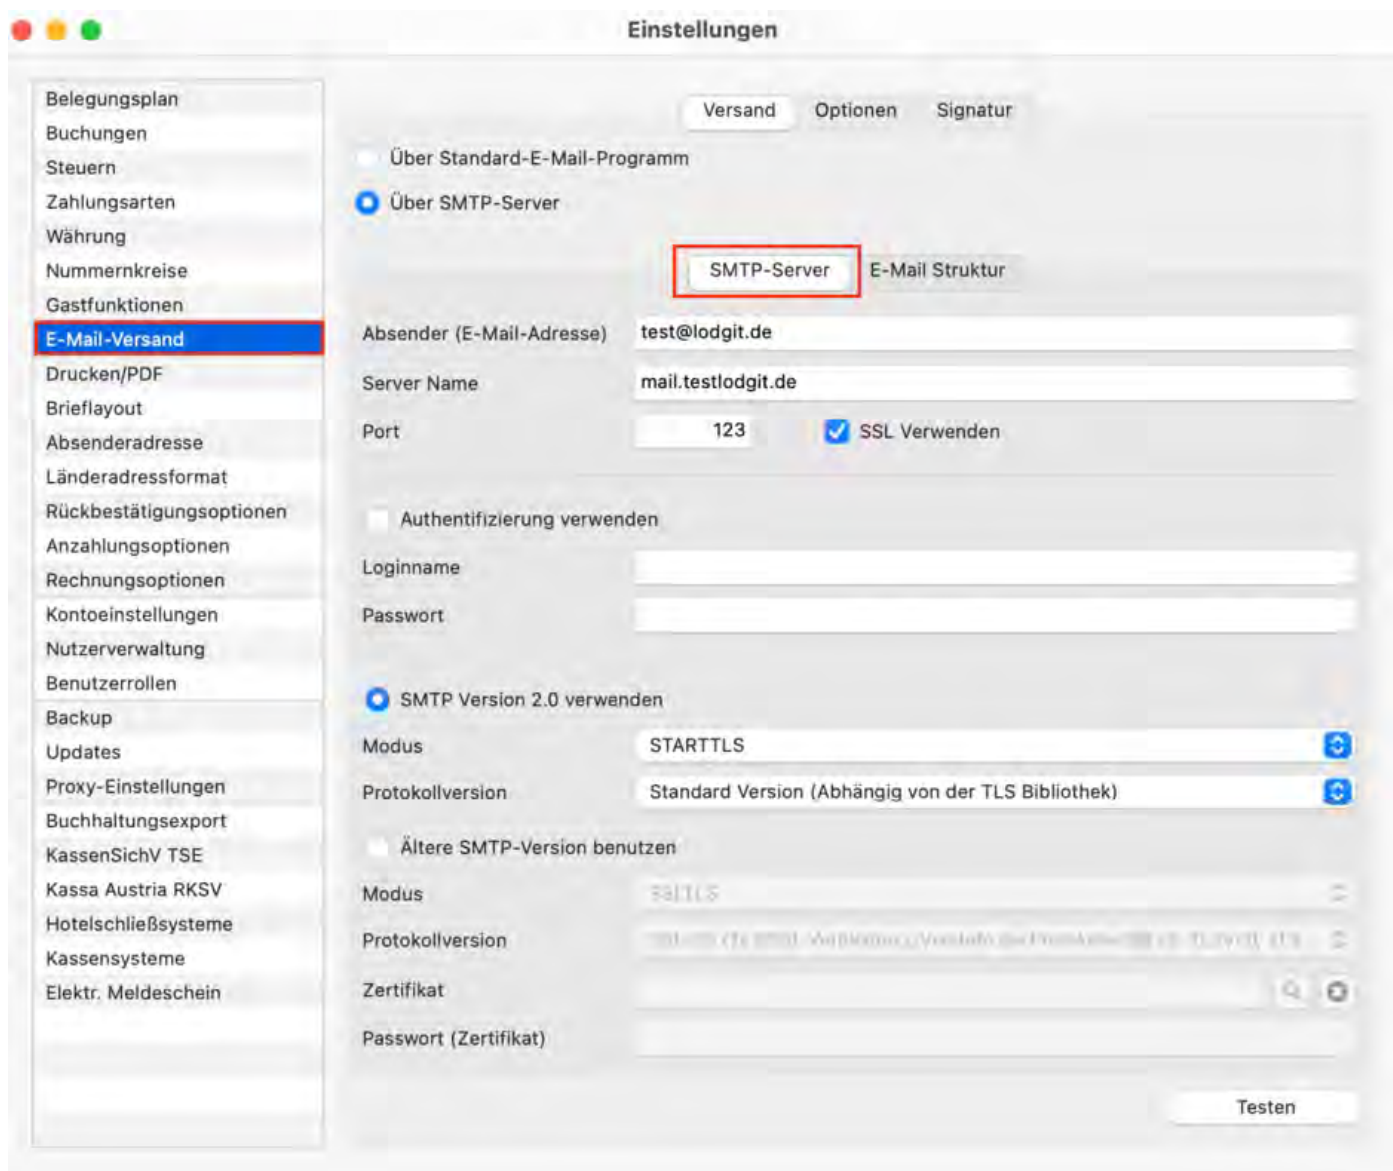 Einstellungen
Belegungsplan
Buchungen
Steuern
Zahlungsarten
Währung
Nummernkreise
Gastfunktionen
E-Mail-Versand
Drucken/PDF
Brieflayout
Absenderadresse
Länderadressformat
Rückbestätigungsoptionen
Anzahlungsoptionen
Rechnungsoptionen
Kontoeinstellungen
Nutzerverwaltung
Benutzerrollen
Backup
Updates
Proxy-Einstellungen
Buchhaltungsexport
KassenSichV TSE
Kassa Austria RKSV
Hotelschließsysteme
Kassensysteme
Elektr. Meldeschein
Versand Optionen Signatur
Über Standard-E-Mail-Programm
Über SMTP-Server
SMTP-Server E-Mail Struktur
Absender (E-Mail-Adresse) test@lodgit.de
Server Name mail.testlodgit.de
Port 123 SSL Verwenden
Authentifizierung verwenden
Loginname
Passwort
SMTP Version 2.0 verwenden
Modus STARTTLS
Protokollversion Standard Version (Abhängig von der TLS Bibliothek)
Ältere SMTP-Version benutzen
Modus
Protokollversion
Zertifikat
Passwort (Zertifikat)
Testen